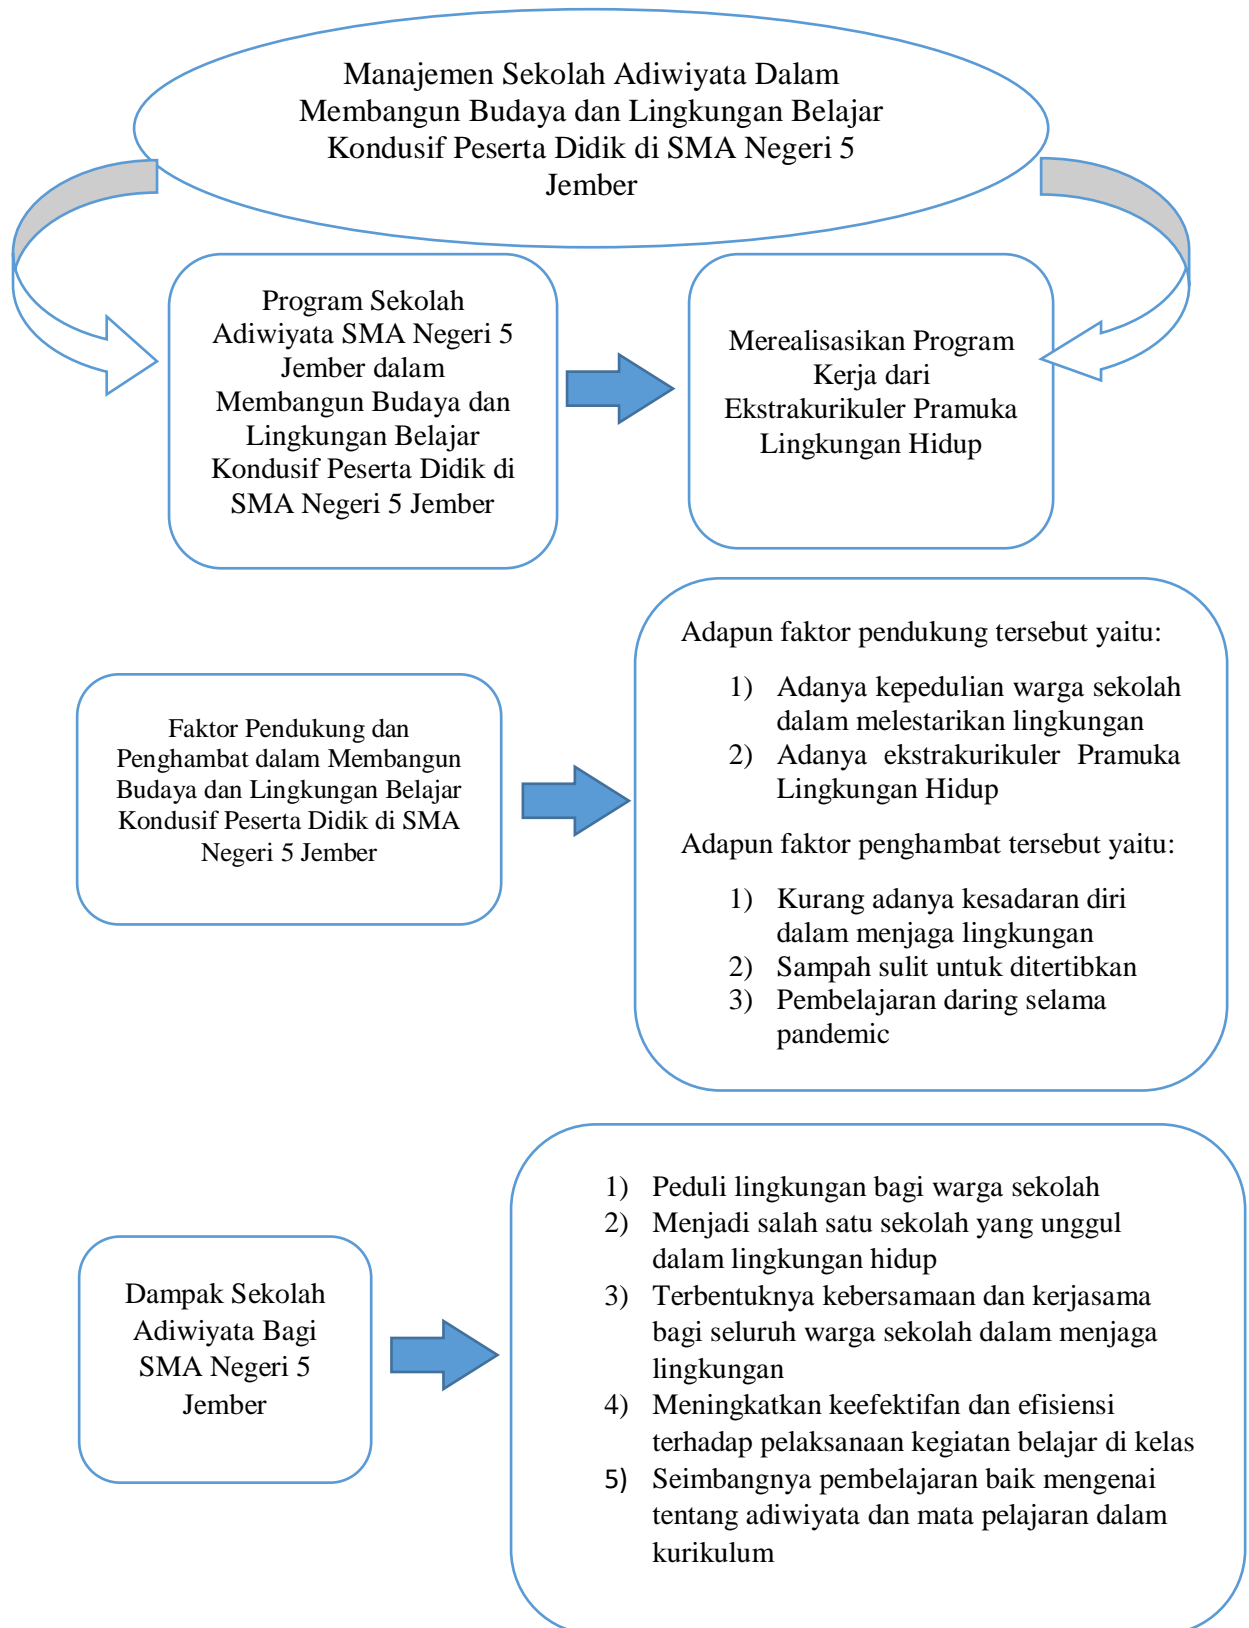 Manajemen Sekolah Adiwiyata Dalam
Membangun Budaya dan Lingkungan Belajar
Kondusif Peserta Didik di SMA Negeri 5
Jember
Program Sekolah
Adiwiyata SMA Negeri 5
Jember dalam
Membangun Budaya dan
Lingkungan Belajar
Kondusif Peserta Didik di
SMA Negeri 5 Jember
Merealisasikan Program
Kerja dari
Ekstrakurikuler Pramuka
Lingkungan Hidup
Faktor Pendukung dan
Penghambat dalam Membangun
Budaya dan Lingkungan Belajar
Kondusif Peserta Didik di SMA
Negeri 5 Jember
Adapun faktor pendukung tersebut yaitu:
1) Adanya kepedulian warga sekolah
dalam melestarikan lingkungan
2) Adanya ekstrakurikuler Pramuka
Lingkungan Hidup
Adapun faktor penghambat tersebut yaitu:
1) Kurang adanya kesadaran diri
dalam menjaga lingkungan
2) Sampah sulit untuk ditertibkan
3) Pembelajaran daring selama
pandemic
Dampak Sekolah
Adiwiyata Bagi
SMA Negeri 5
Jember
1) Peduli lingkungan bagi warga sekolah
2) Menjadi salah satu sekolah yang unggul
dalam lingkungan hidup
3) Terbentuknya kebersamaan dan kerjasama
bagi seluruh warga sekolah dalam menjaga
lingkungan
4) Meningkatkan keefektifan dan efisiensi
terhadap pelaksanaan kegiatan belajar di kelas
5) Seimbangnya pembelajaran baik mengenai
tentang adiwiyata dan mata pelajaran dalam
kurikulum